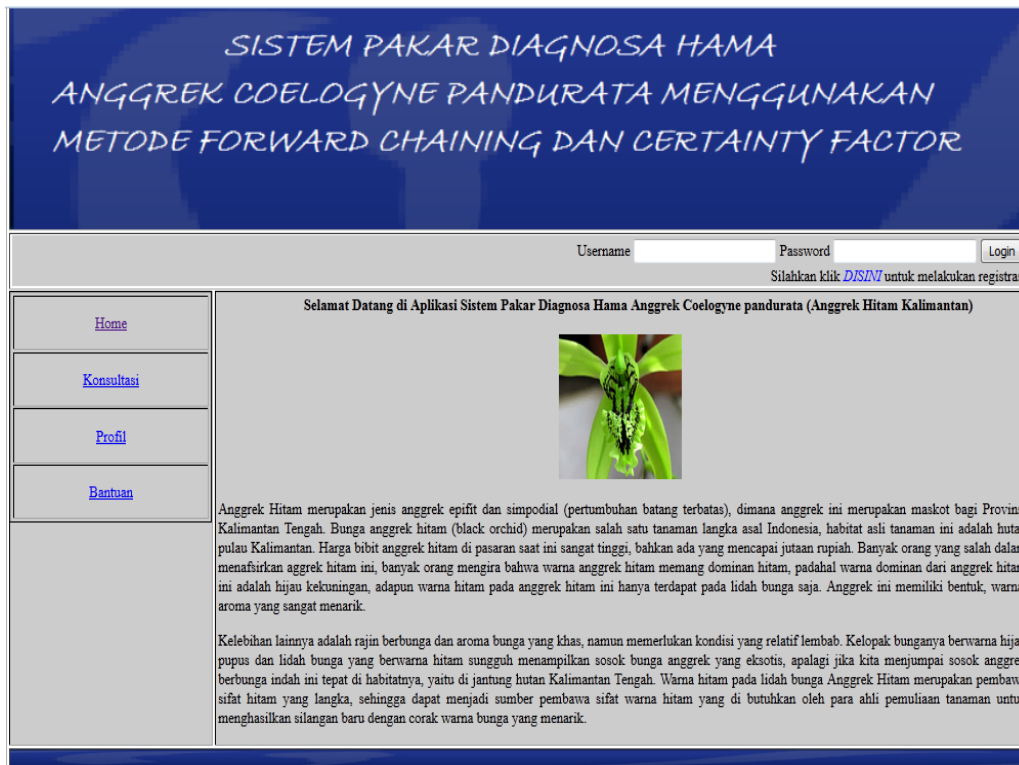 SISTEM PAKAR DIAGNOSA HAMA
ANGGREK COELOGYNE PANDURATA MENGGUNAKAN
METODE FORWARD CHAINING DAN CERTAINTY FACTOR
Username Password Login
Silahkan klik DISINI untuk melakukan registra
Home
Konsultasi
Profil
Bantuan
Selamat Datang di Aplikasi Sistem Pakar Diagnosa Hama Anggrek Coelogyne pandurata (Anggrek Hitam Kalimantan)
Anggrek Hitam merupakan jenis anggrek epifit dan simpodial (pertumbuhan batang terbatas), dimana anggrek ini merupakan maskot bagi Provin
Kalimantan Tengah. Bunga anggrek hitam (black orchid) merupakan salah satu tanaman langka asal Indonesia, habitat asli tanaman ini adalah huta
pulau Kalimantan. Harga bibit anggrek hitam di pasaran saat ini sangat tinggi, bahkan ada yang mencapai jutaan rupiah. Banyak orang yang salah dalam
menafsirkan aggrek hitam ini, banyak orang mengira bahwa warna anggrek hitam memang dominan hitam, padahal warna dominan dari anggrek hitam
ini adalah hijau kekuningan, adapun warna hitam pada anggrek hitam ini hanya terdapat pada lidah bunga saja. Anggrek ini memiliki bentuk, warna
aroma yang sangat menarik.
Kelebihan lainnya adalah rajin berbunga dan aroma bunga yang khas, namun memerlukan kondisi yang relatif lembab. Kelopak bunganya berwarna hija
pupus dan lidah bunga yang berwarna hitam sungguh menampilkan sosok bunga anggrek yang eksotis, apalagi jika kita menjumpai sosok anggre
berbunga indah ini tepat di habitatnya, yaitu di jantung hutan Kalimantan Tengah. Warna hitam pada lidah bunga Anggrek Hitam merupakan pembaw
sifat hitam yang langka, sehingga dapat menjadi sumber pembawa sifat warna hitam yang di butuhkan oleh para ahli pemuliaan tanaman untu
menghasilkan silangan baru dengan corak warna bunga yang menarik.